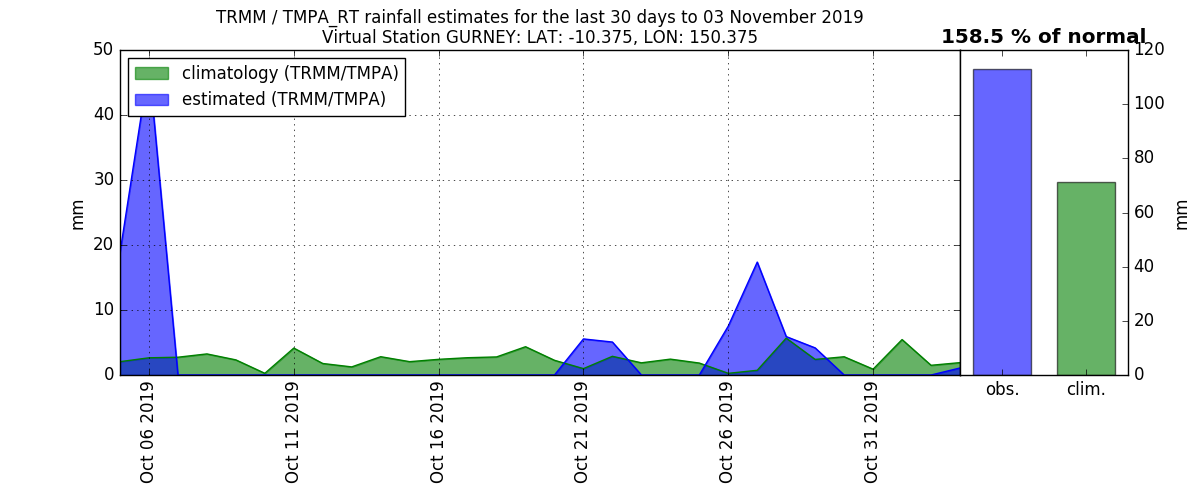 TRMM / TMPA_RT rainfall estimates for the last 30 days to 03 November 2019
Virtual Station GURNEY: LAT: -10.375, LON: 150.375
158.5 % of normal
climatology (TRMM/TMPA)
estimated (TRMM/TMPA)
50
40
30
20
10
0
mm
Oct 06 2019
Oct 11 2019
Oct 16 2019
Oct 21 2019
Oct 26 2019
Oct 31 2019
120
100
80
60
40
20
0
mm
obs.
clim.